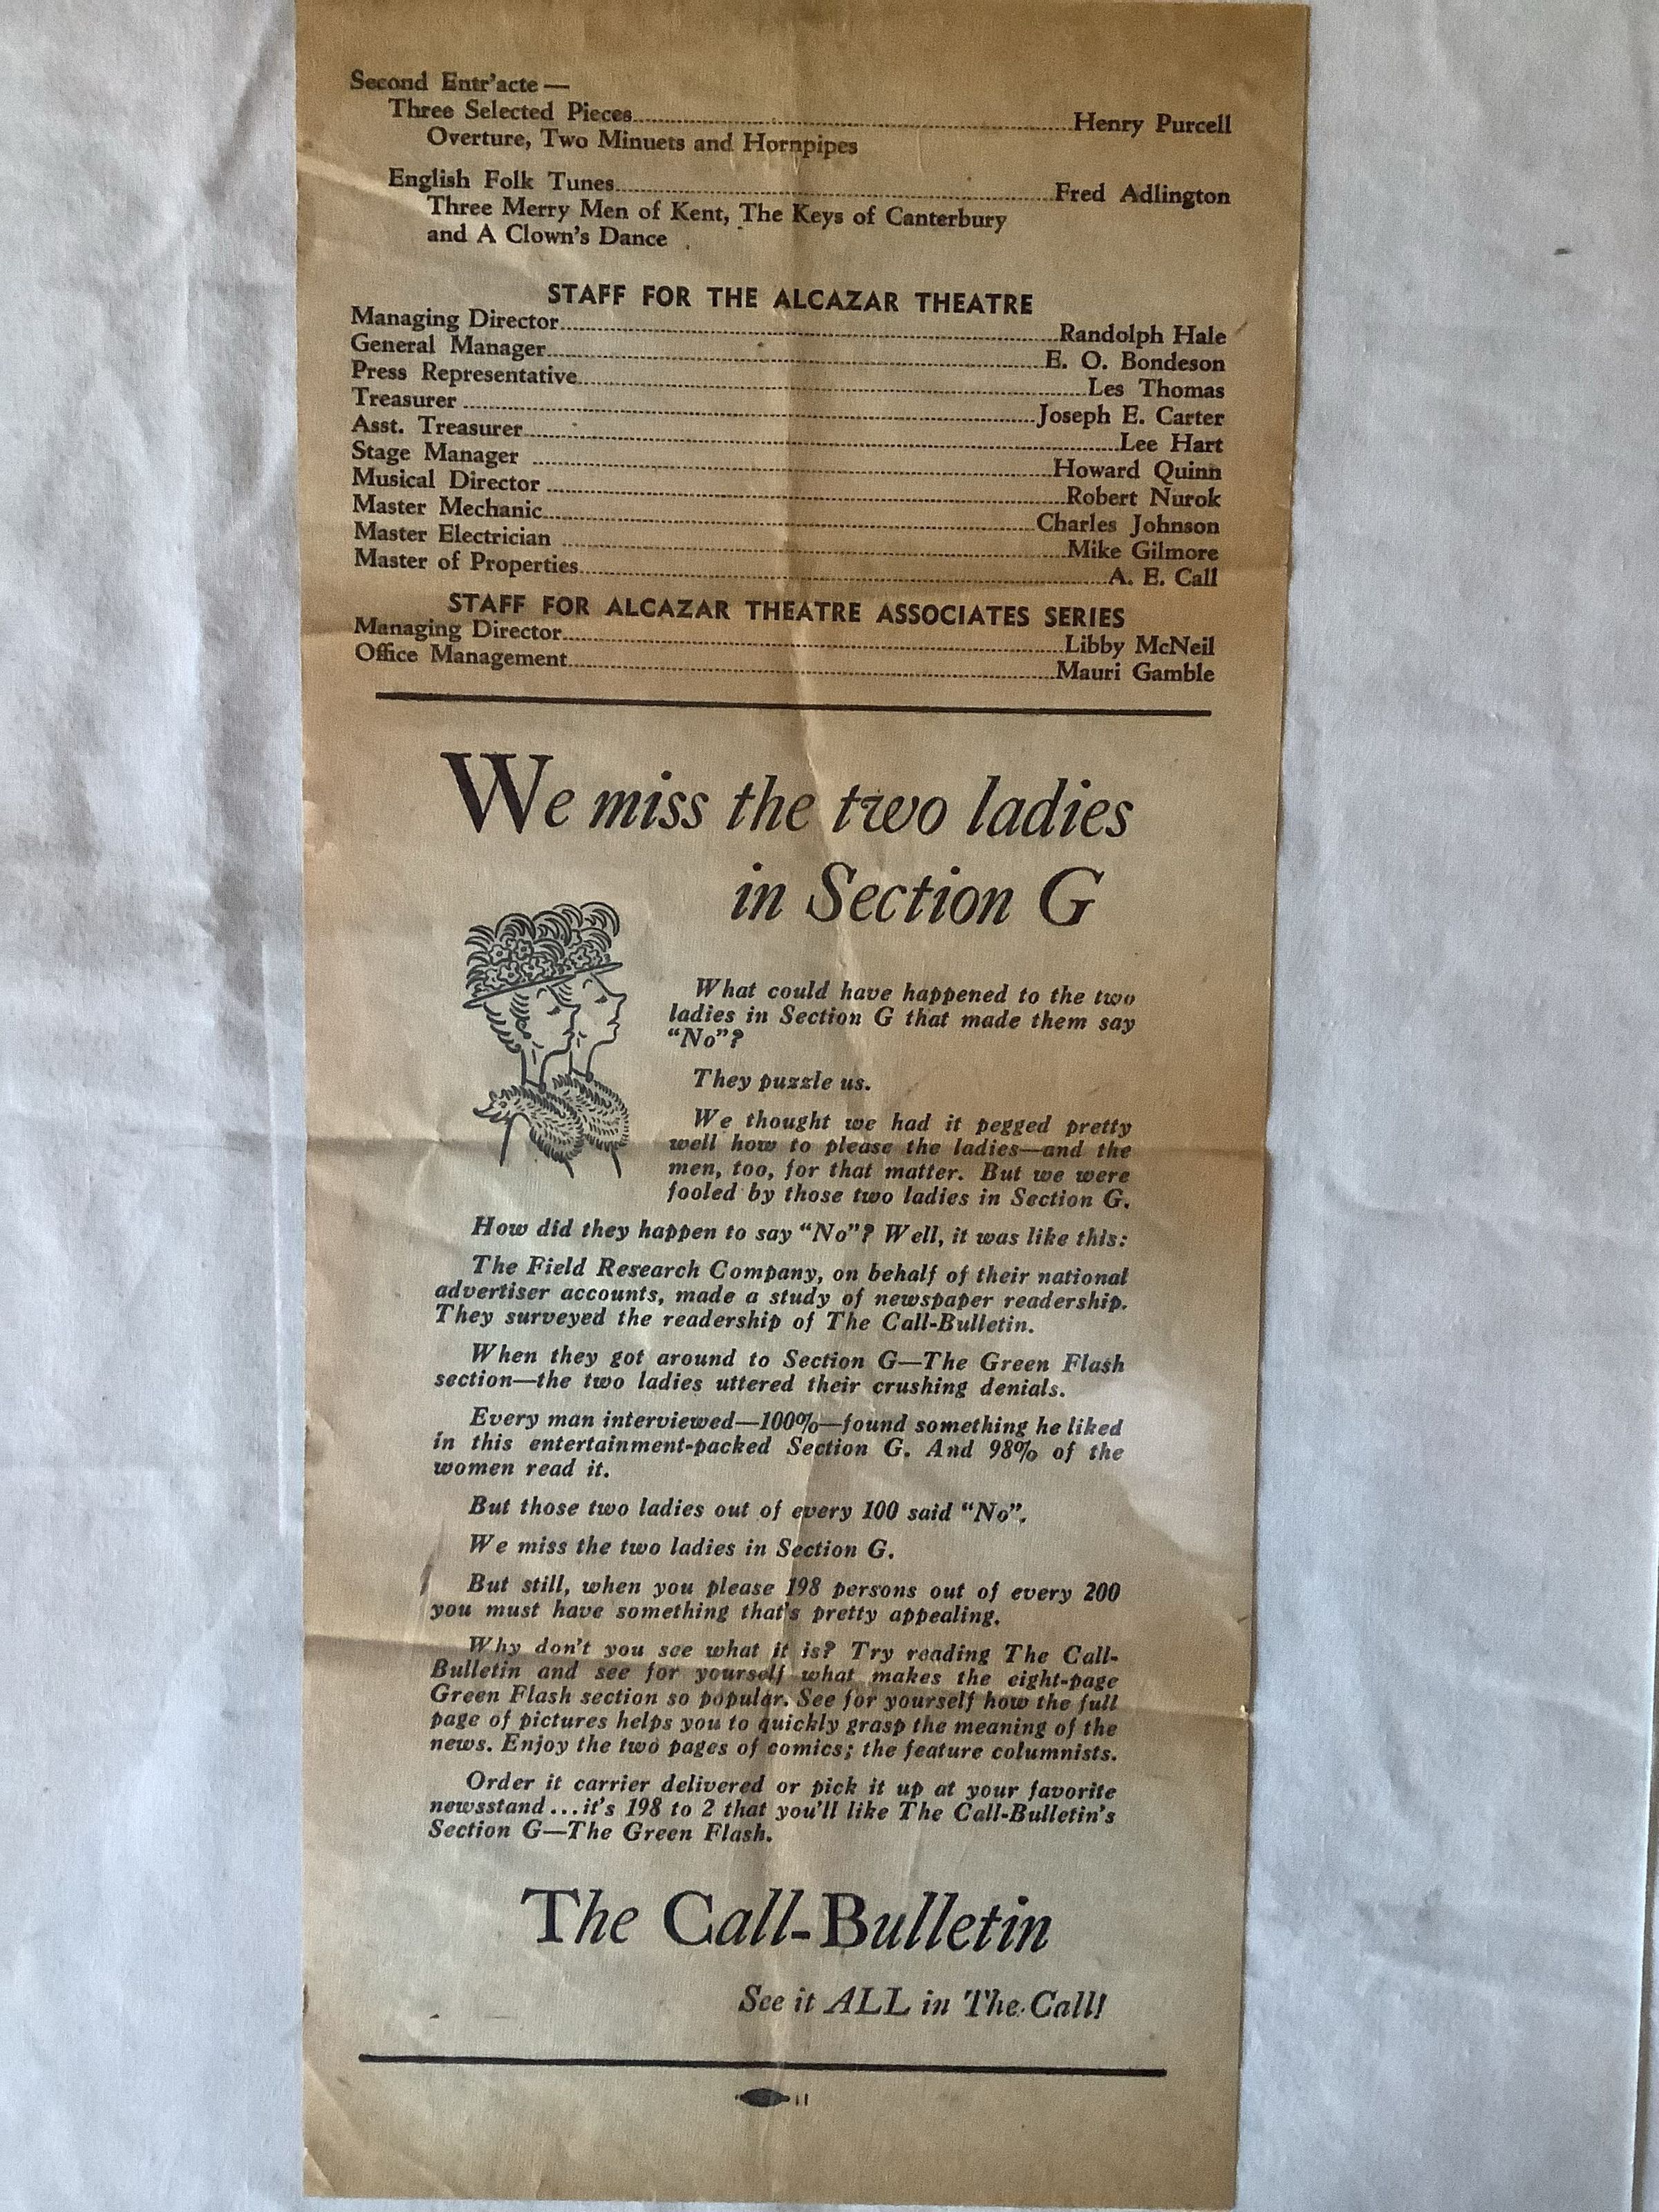 Second Entr'acte—
Three Selected Pieces........Henry Purcell
Overture, Two Minuets and Hornpipes
English Folk Tunes........Fred Adlington
Three Merry Men of Kent, The Keys of Canterbury
and A Clown's Dance
STAFF FOR THE ALCAZAR THEATRE
Managing Director........Randolph Hale
General Manager........E. O. Bondeson
Press Representative........Les Thomas
Treasurer........Joseph E. Carter
Asst. Treasurer........Lee Hart
Stage Manager........Howard Quinn
Musical Director........Robert Nurok
Master Mechanic........Charles Johnson
Master Electrician........Mike Gilmore
Master of Properties........A. E. Call
STAFF FOR ALCAZAR THEATRE ASSOCIATES SERIES
Managing Director........Libby McNeil
Office Management........Mauri Gamble
We miss the two ladies
in Section G
What could have happened to the two
ladies in Section G that made them say
“No”?
They puzzle us.
We thought we had it pegged pretty
well how to please the ladies—and the
men, too, for that matter. But we were
fooled by those two ladies in Section G.
How did they happen to say “No”? Well, it was like this:
The Field Research Company, on behalf of their national
advertiser accounts, made a study of newspaper readership.
They surveyed the readership of The Call-Bulletin.
When they got around to Section G—The Green Flash
section—the two ladies uttered their crushing denials.
Every man interviewed—100%—found something he liked
in this entertainment-packed Section G. And 98% of the
women read it.
But those two ladies out of every 100 said “No”.
We miss the two ladies in Section G.
But still, when you please 198 persons out of every 200
you must have something that's pretty appealing.
Why don't you see what it is? Try reading The Call-
Bulletin and see for yourself what makes the eight-page
Green Flash section so popular. See for yourself how the full
page of pictures helps you to quickly grasp the meaning of the
news. Enjoy the two pages of comics; the feature columnists.
Order it carrier delivered or pick it up at your favorite
newsstand...it's 198 to 2 that you'll like The Call-Bulletin's
Section G—The Green Flash.
The Call-Bulletin
See it ALL in The Call!
11